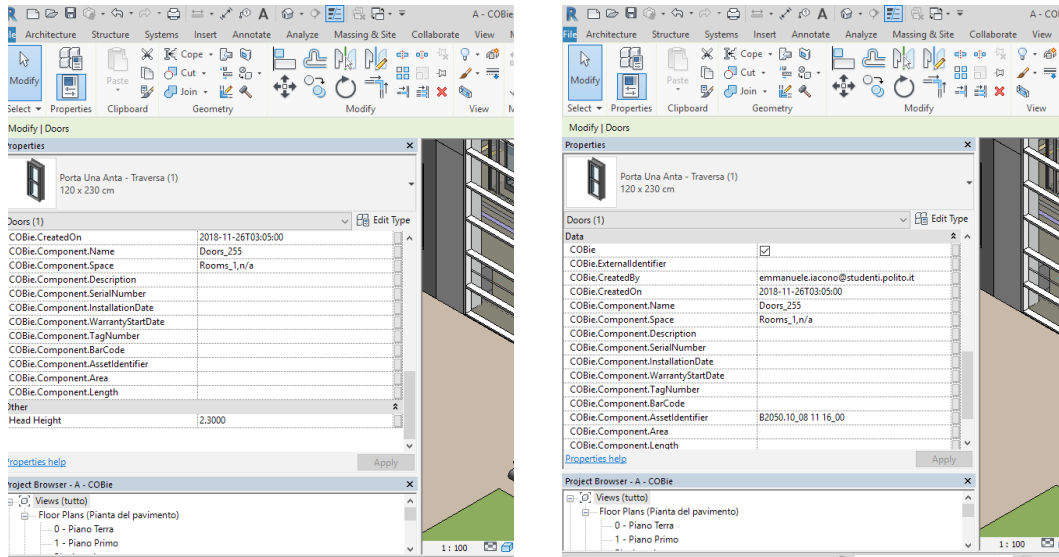 A - COBie
File Architecture Structure Systems Insert Annotate Analyze Massing & Site Collaborate View
Modify
Paste
Cope
Cut
Join
Select Properties Clipboard Geometry Modify View
Modify | Doors
Properties
Porta Una Anta - Traversa (1)
120 x 230 cm
Doors (1) Edit Type
COBie.CreatedOn 2018-11-26T03:05:00
COBie.Component.Name Doors_255
COBie.Component.Space Rooms_1,n/a
COBie.Component.Description
COBie.Component.SerialNumber
COBie.Component.InstallationDate
COBie.Component.WarrantyStartDate
COBie.Component.TagNumber
COBie.Component.BarCode
COBie.Component.AssetIdentifier
COBie.Component.Area
COBie.Component.Length
Other
Head Height 2.3000
Properties help Apply
Project Browser - A - COBie
Views (tutto)
Floor Plans (Pianta del pavimento)
0 - Piano Terra
1 - Piano Primo
1 : 100
A - CO
File Architecture Structure Systems Insert Annotate Analyze Massing & Site Collaborate View
Modify
Paste
Cope
Cut
Join
Select Properties Clipboard Geometry Modify View
Modify | Doors
Properties
Porta Una Anta - Traversa (1)
120 x 230 cm
Doors (1) Edit Type
Data
COBie
COBie.ExternalIdentifier
COBie.CreatedBy emmanuele.iacono@studenti.polito.it
COBie.CreatedOn 2018-11-26T03:05:00
COBie.Component.Name Doors_255
COBie.Component.Space Rooms_1,n/a
COBie.Component.Description
COBie.Component.SerialNumber
COBie.Component.InstallationDate
COBie.Component.WarrantyStartDate
COBie.Component.TagNumber
COBie.Component.BarCode
COBie.Component.AssetIdentifier B2050.10_08 11 16_00
COBie.Component.Area
COBie.Component.Length
Properties help Apply
Project Browser - A - COBie
Views (tutto)
Floor Plans (Pianta del pavimento)
0 - Piano Terra
1 - Piano Primo
1 : 100